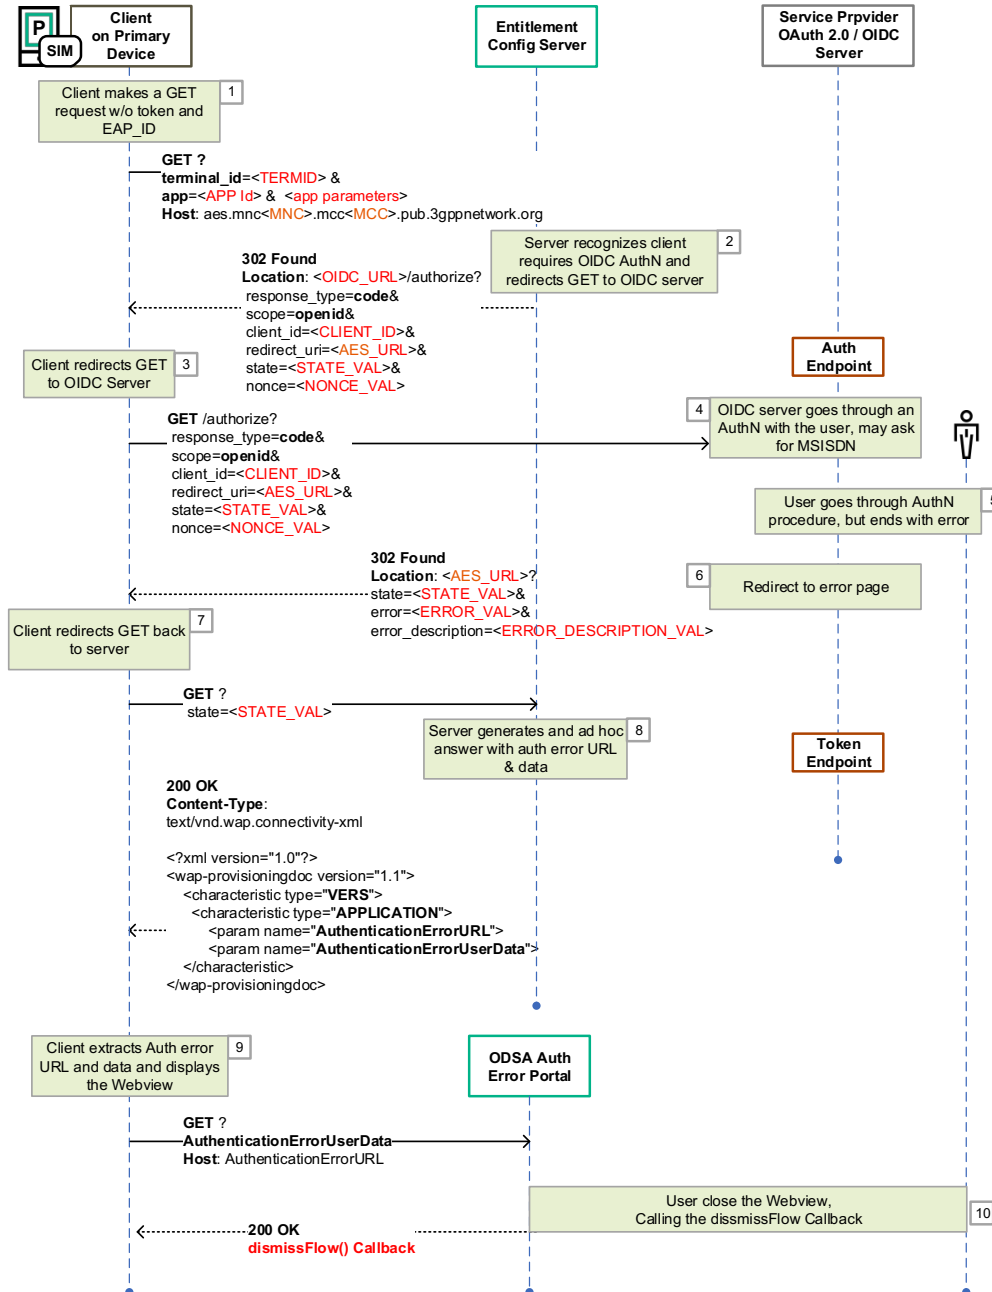 P
SIM
Client
on Primary
Device
Entitlement
Config Server
Service Prpvider
OAuth 2.0 / OIDC
Server
Client makes a GET
request w/o token and
EAP_ID
1
GET ?
terminal_id=<TERMID> &
app=<APP Id> & <app parameters>
Host: aes.mnc<MNC>.mcc<MCC>.pub.3gppnetwork.org
Server recognizes client
requires OIDC AuthN and
redirects GET to OIDC server
2
302 Found
Location: <OIDC_URL>/authorize?
response_type=code&
scope=openid&
client_id=<CLIENT_ID>&
redirect_uri=<AES_URL>&
state=<STATE_VAL>&
nonce=<NONCE_VAL>
Client redirects GET
to OIDC Server
3
Auth
Endpoint
GET /authorize?
response_type=code&
scope=openid&
client_id=<CLIENT_ID>&
redirect_uri=<AES_URL>&
state=<STATE_VAL>&
nonce=<NONCE_VAL>
4
OIDC server goes through an
AuthN with the user, may ask
for MSISDN
User goes through AuthN
procedure, but ends with error
5
302 Found
Location: <AES_URL>?
state=<STATE_VAL>&
error=<ERROR_VAL>&
error_description=<ERROR_DESCRIPTION_VAL>
6
Redirect to error page
Client redirects GET back
to server
7
GET ?
state=<STATE_VAL>
Server generates and ad hoc
answer with auth error URL
& data
8
Token
Endpoint
200 OK
Content-Type:
text/vnd.wap.connectivity-xml
<?xml version="1.0"?>
<wap-provisioningdoc version="1.1">
<characteristic type="VERS">
<characteristic type="APPLICATION">
<param name="AuthenticationErrorURL">
<param name="AuthenticationErrorUserData">
</characteristic>
</wap-provisioningdoc>
Client extracts Auth error
URL and data and displays
the Webview
9
ODSA Auth
Error Portal
GET ?
AuthenticationErrorUserData
Host: AuthenticationErrorURL
User close the Webview,
Calling the dissmissFlow Callback
10
200 OK
dismissFlow() Callback